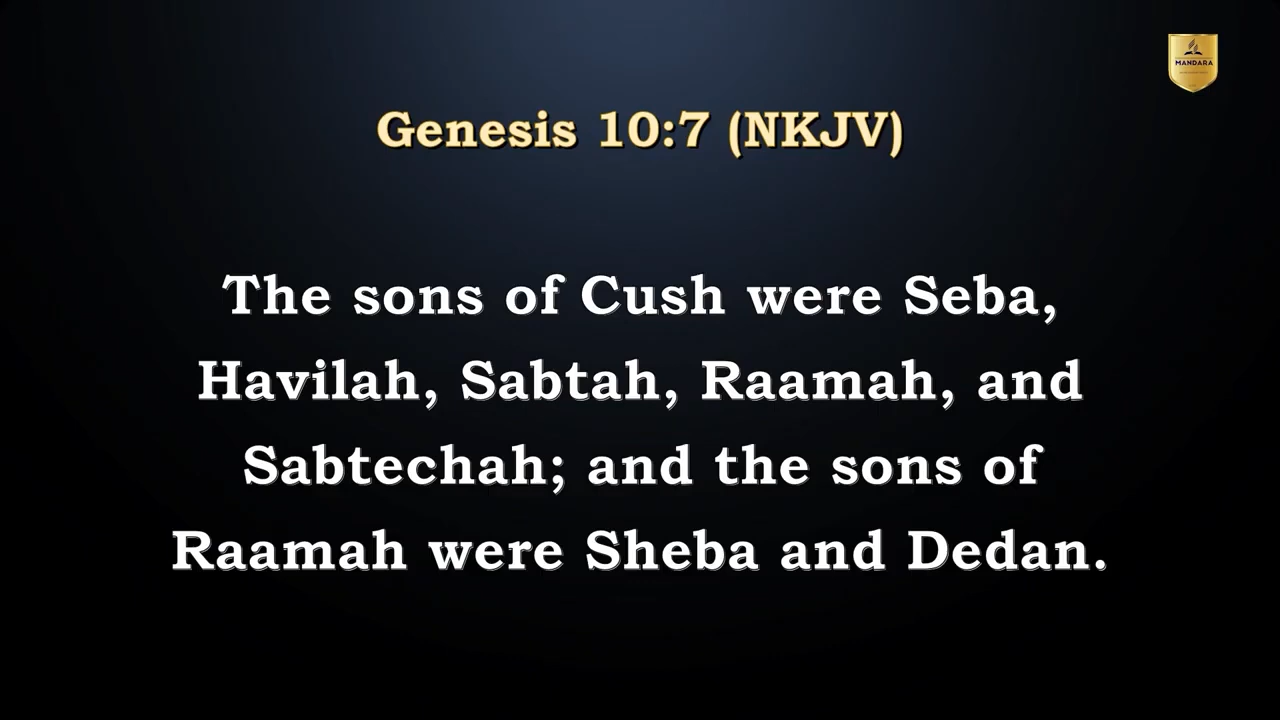 MANDARA
Genesis 10:7 (NKJV)
The sons of Cush were Seba,
Havilah, Sabtah, Raamah, and
Sabtechah; and the sons of
Raamah were Sheba and Dedan.